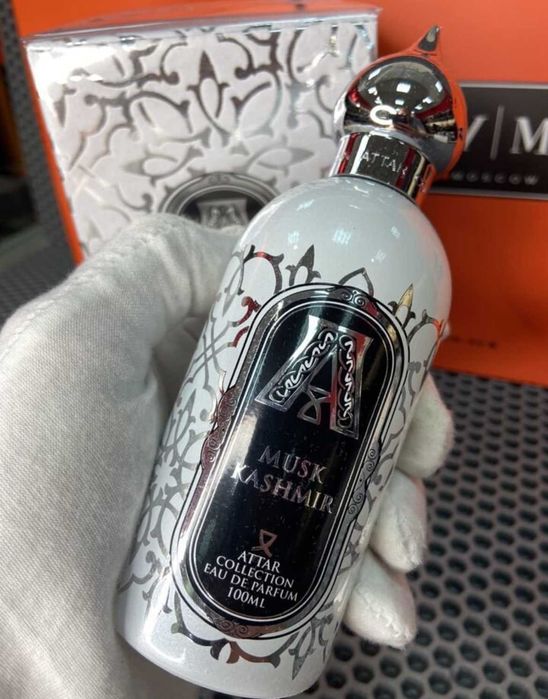 ATTAR
A
MUSK
KASHMIR
ATTAR
COLLECTION
EAU DE PARFUM
100ML
A
Y | M
MOSCOW